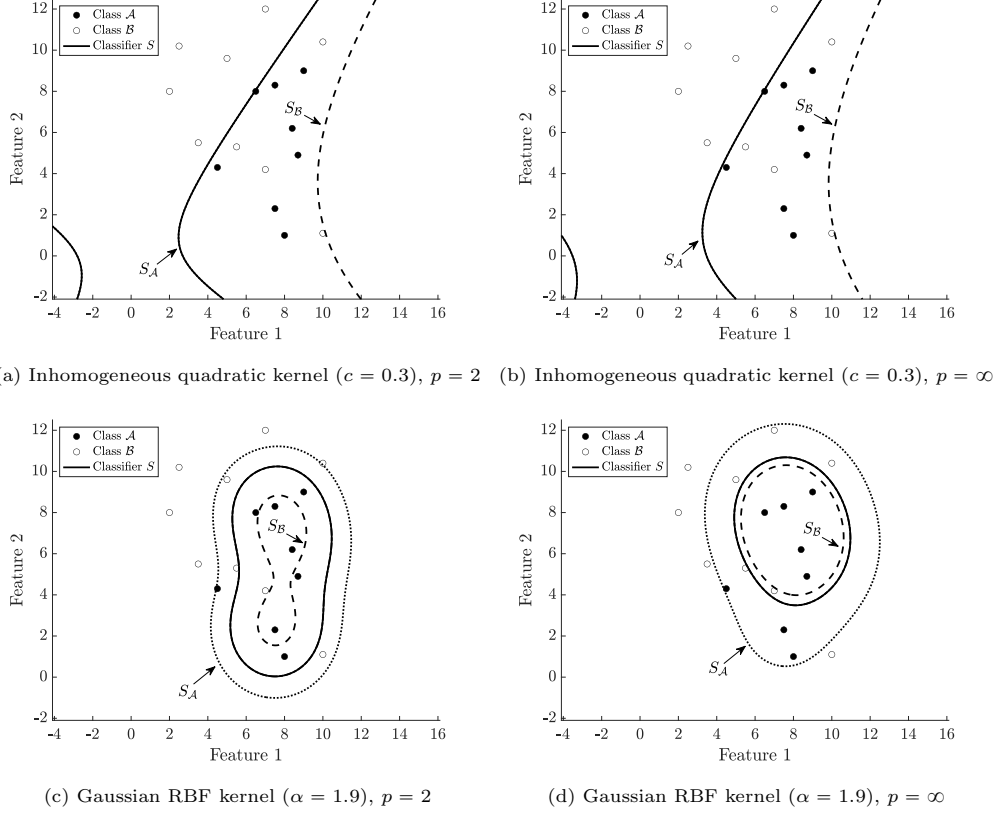 12
10
8
6
4
2
0
-2
Feature 2
Class 𝒜
Class ℬ
Classifier S
S_ℬ
S_𝒜
-4 -2 0 2 4 6 8 10 12 14 16
Feature 1
a) Inhomogeneous quadratic kernel (c = 0.3), p = 2
12
10
8
6
4
2
0
-2
Feature 2
Class 𝒜
Class ℬ
Classifier S
S_ℬ
S_𝒜
-4 -2 0 2 4 6 8 10 12 14 16
Feature 1
(b) Inhomogeneous quadratic kernel (c = 0.3), p = ∞
12
10
8
6
4
2
0
-2
Feature 2
Class 𝒜
Class ℬ
Classifier S
S_ℬ
S_𝒜
-4 -2 0 2 4 6 8 10 12 14 16
Feature 1
(c) Gaussian RBF kernel (α = 1.9), p = 2
12
10
8
6
4
2
0
-2
Feature 2
Class 𝒜
Class ℬ
Classifier S
S_ℬ
S_𝒜
-4 -2 0 2 4 6 8 10 12 14 16
Feature 1
(d) Gaussian RBF kernel (α = 1.9), p = ∞